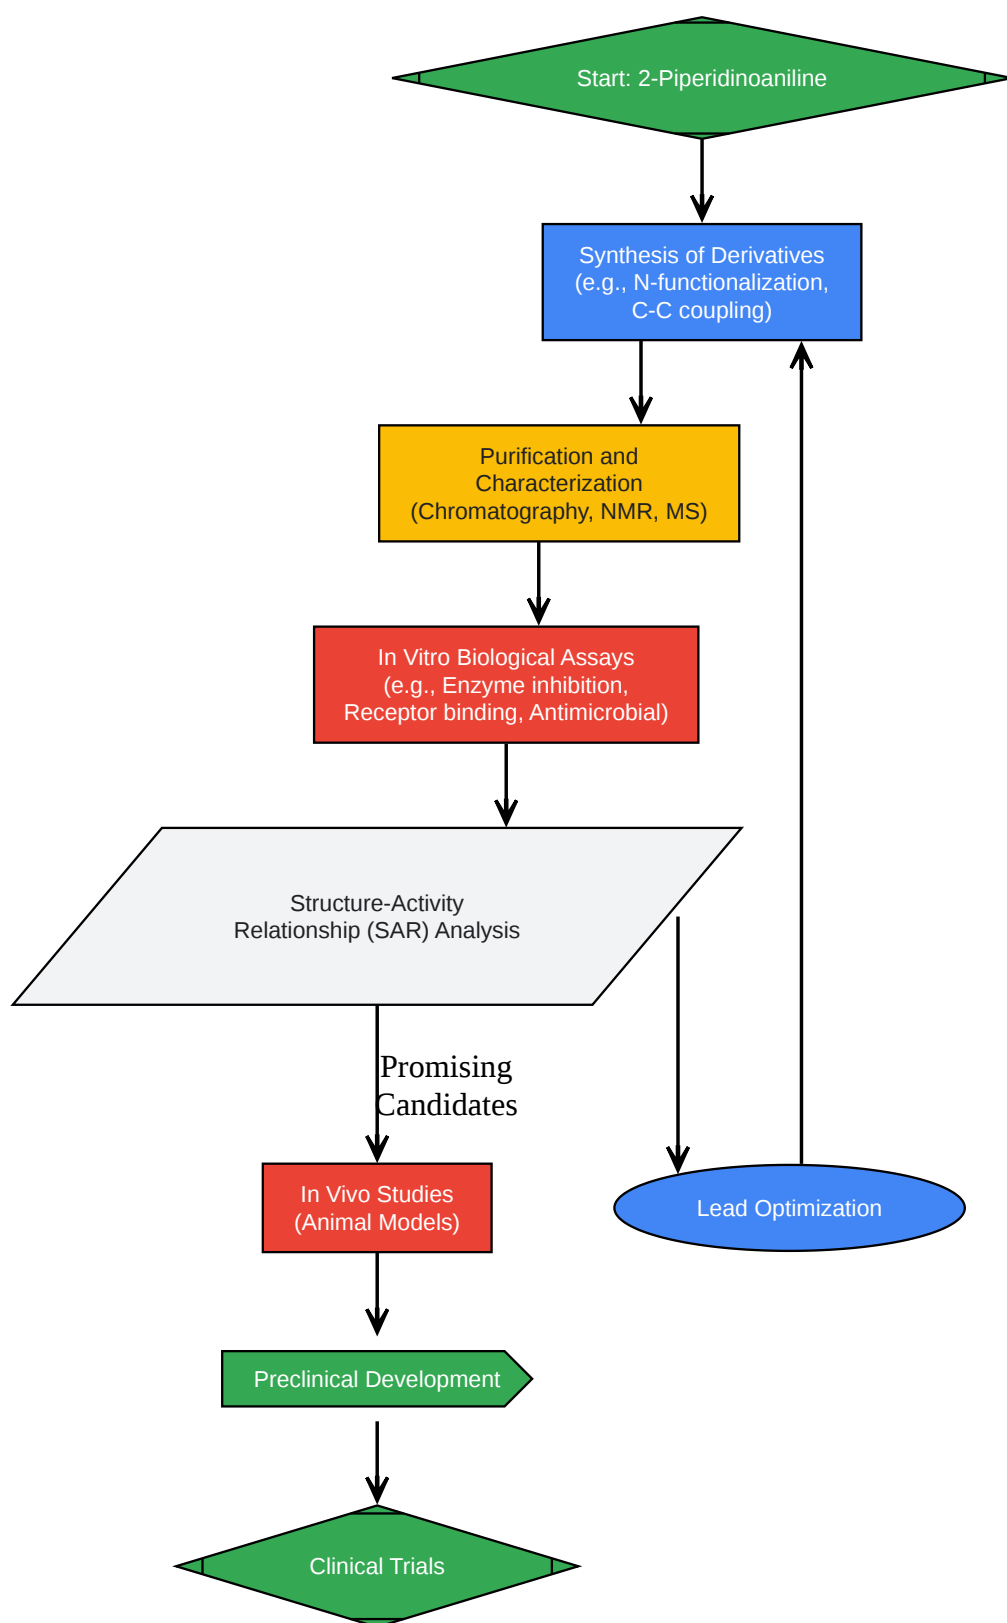 Start: 2-Piperidinoaniline
Synthesis of Derivatives
(e.g., N-functionalization,
C-C coupling)
Purification and
Characterization
(Chromatography, NMR, MS)
In Vitro Biological Assays
(e.g., Enzyme inhibition,
Receptor binding, Antimicrobial)
Structure-Activity
Relationship (SAR) Analysis
Promising
Candidates
In Vivo Studies
(Animal Models)
Lead Optimization
Preclinical Development
Clinical Trials